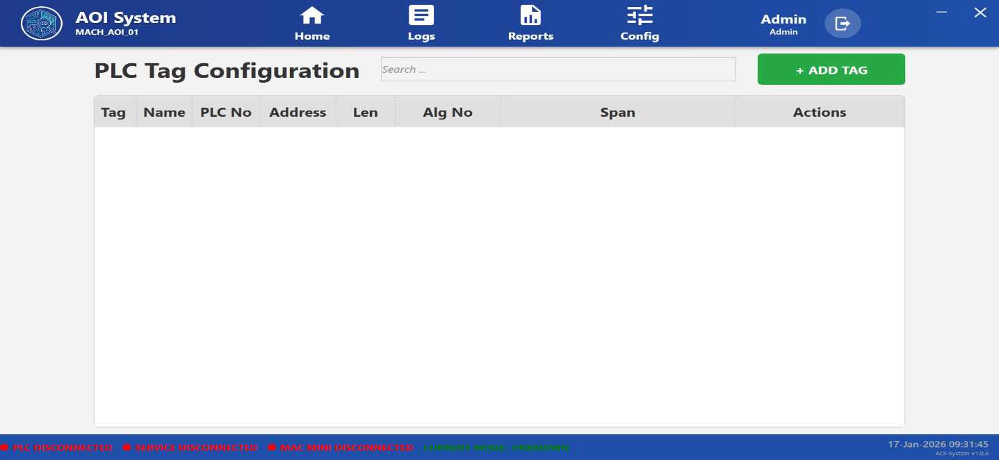 AOI System
MACH_AOI_01
Home
Logs
Reports
Config
Admin
Admin
PLC Tag Configuration
Search ...
+ ADD TAG
Tag Name PLC No Address Len Alg No Span Actions
PLC DISCONNECTED SERVICE DISCONNECTED MAC MINI DISCONNECTED CURRENT MODE: UNKNOWN
17-Jan-2026 09:31:45
AOI System v1.0.3